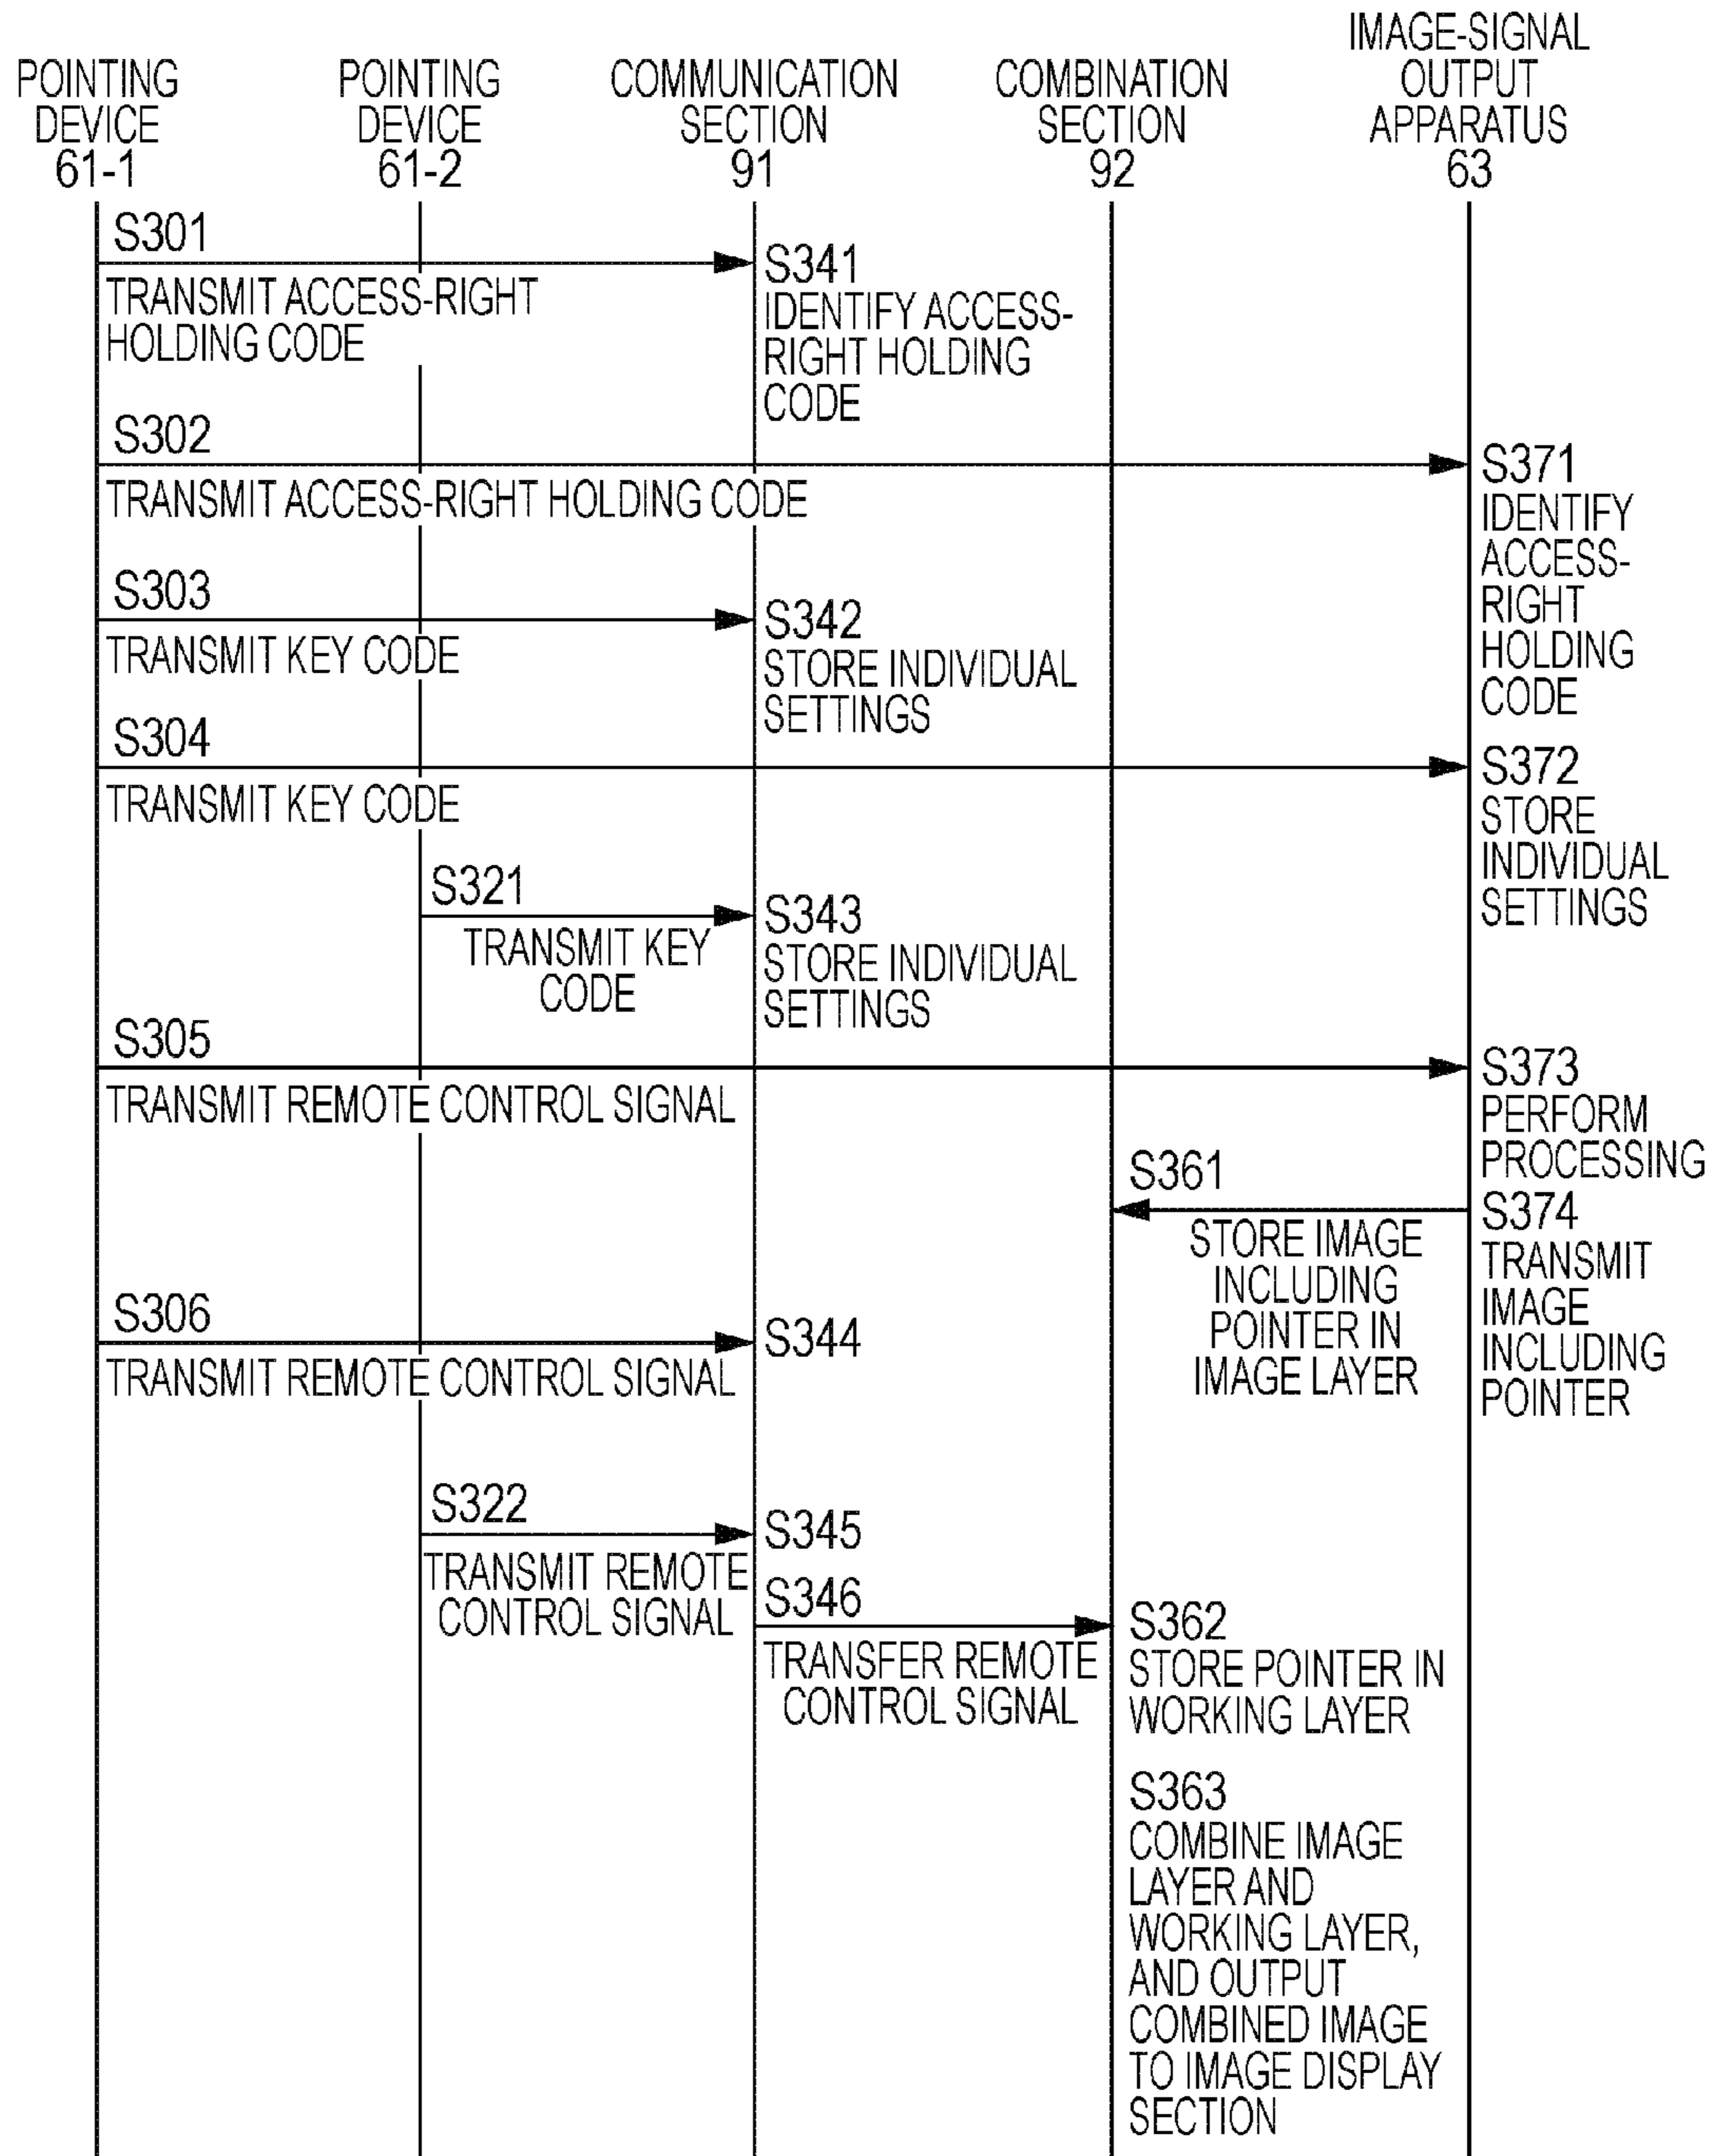 POINTING
DEVICE
61-1
POINTING
DEVICE
61-2
COMMUNICATION
SECTION
91
COMBINATION
SECTION
92
IMAGE-SIGNAL
OUTPUT
APPARATUS
63
S301
TRANSMIT ACCESS-RIGHT
HOLDING CODE
S341
IDENTIFY ACCESS-
RIGHT HOLDING
CODE
S302
TRANSMIT ACCESS-RIGHT HOLDING CODE
S371
IDENTIFY
ACCESS-
RIGHT
HOLDING
CODE
S303
TRANSMIT KEY CODE
S342
STORE INDIVIDUAL
SETTINGS
S304
TRANSMIT KEY CODE
S372
STORE
INDIVIDUAL
SETTINGS
S321
TRANSMIT KEY
CODE
S343
STORE INDIVIDUAL
SETTINGS
S305
TRANSMIT REMOTE CONTROL SIGNAL
S373
PERFORM
PROCESSING
S361
STORE IMAGE
INCLUDING
POINTER IN
IMAGE LAYER
S374
TRANSMIT
IMAGE
INCLUDING
POINTER
S306
TRANSMIT REMOTE CONTROL SIGNAL
S344
S322
TRANSMIT REMOTE
CONTROL SIGNAL
S345
S346
TRANSFER REMOTE
CONTROL SIGNAL
S362
STORE POINTER IN
WORKING LAYER
S363
COMBINE IMAGE
LAYER AND
WORKING LAYER,
AND OUTPUT
COMBINED IMAGE
TO IMAGE DISPLAY
SECTION